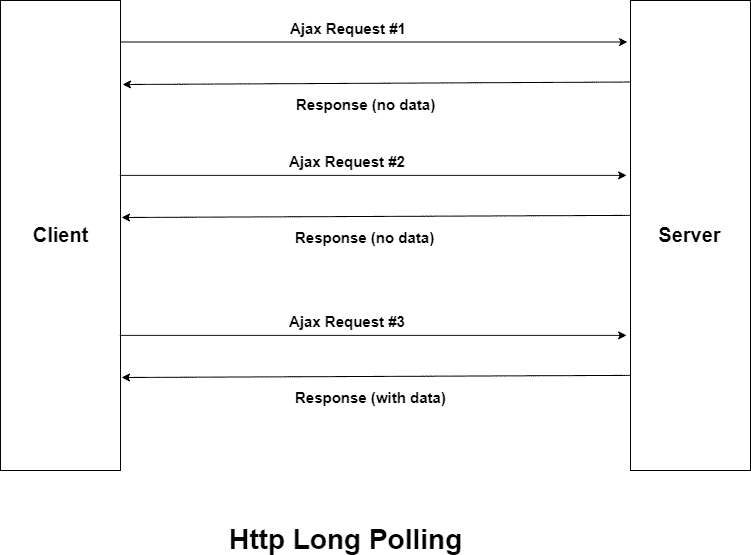 Ajax Request #1
Response (no data)
Ajax Request #2
Client
Server
Response (no data)
Ajax Request #3
Response (with data)
Http Long Polling